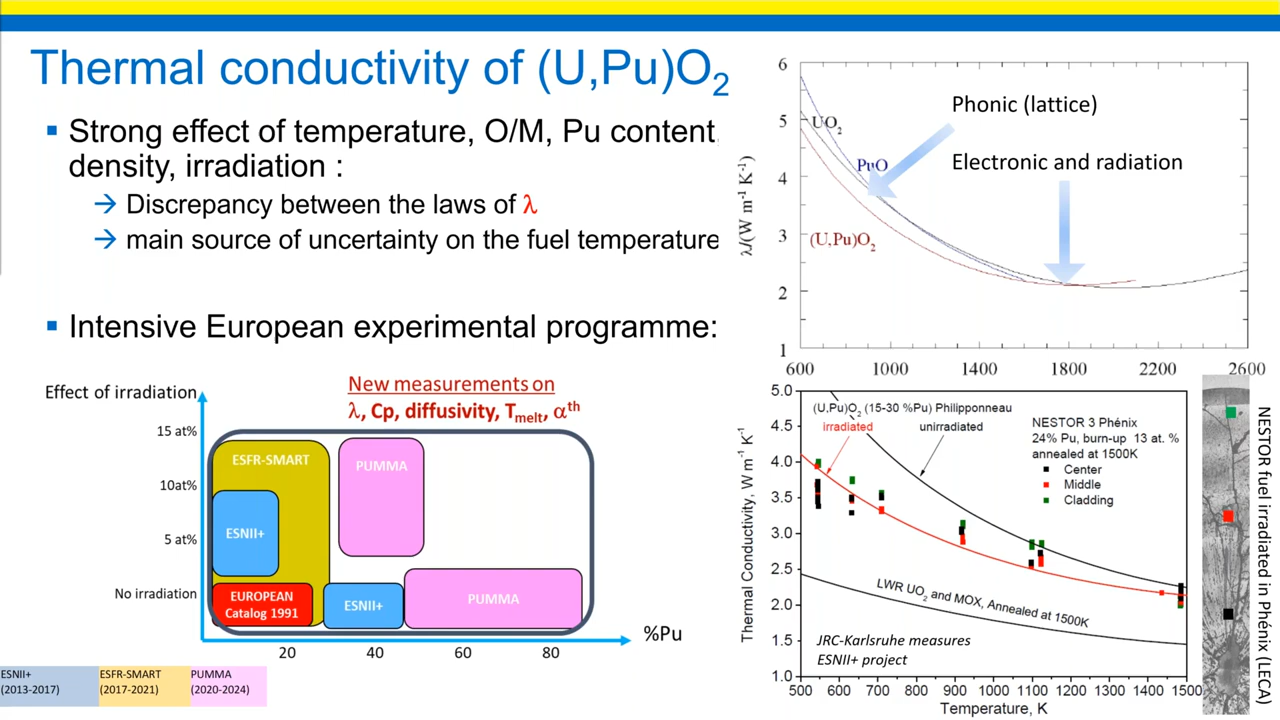 Thermal conductivity of (U,Pu)O2
▪ Strong effect of temperature, O/M, Pu content,
density, irradiation :
→ Discrepancy between the laws of λ
→ main source of uncertainty on the fuel temperature
▪ Intensive European experimental programme:
Effect of irradiation
New measurements on
λ, Cp, diffusivity, Tmelt, αth
15 at%
10at%
5 at%
No irradiation
ESFR-SMART
PUMMA
ESNII+
EUROPEAN
Catalog 1991
ESNII+
PUMMA
20 40 60 80
%Pu
ESNII+
(2013-2017)
ESFR-SMART
(2017-2021)
PUMMA
(2020-2024)
6
5
4
3
2
1
λ/(W m-1 K-1)
Phonic (lattice)
UO2
Electronic and radiation
PuO
(U,Pu)O2
600 1000 1200 1800 2200 2600
5.0
4.5
4.0
3.5
3.0
2.5
2.0
1.5
1.0
Thermal Conductivity, W m-1 K-1
(U,Pu)O2 (15-30 %Pu) Philipponneau
irradiated unirradiated
NESTOR 3 Phénix
24% Pu, burn-up 13 at. %
annealed at 1500K
Center
Middle
Cladding
LWR UO2 and MOX, Annealed at 1500K
JRC-Karlsruhe measures
ESNII+ project
500 600 700 800 900 1000 1100 1200 1300 1400 1500
Temperature, K
NESTOR fuel irradiated in Phénix (LECA)